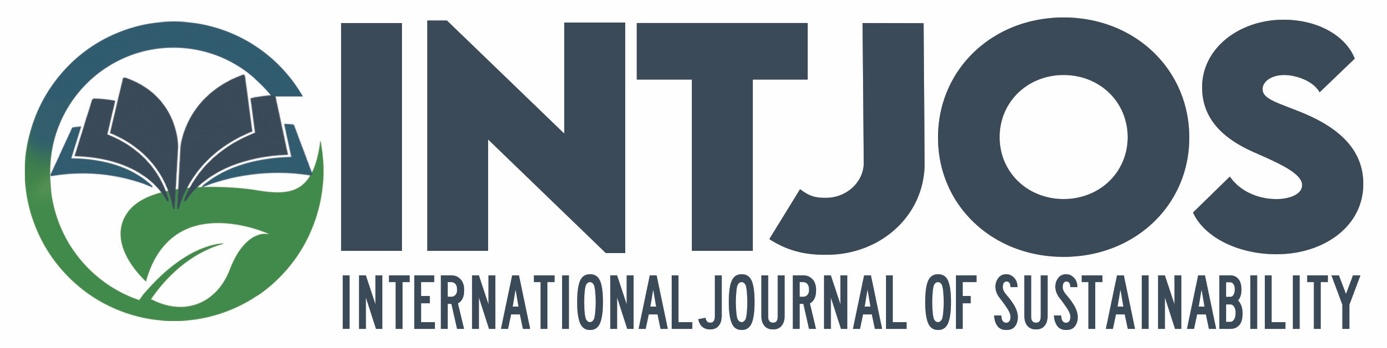 INTJOS
INTERNATIONAL JOURNAL OF SUSTAINABILITY